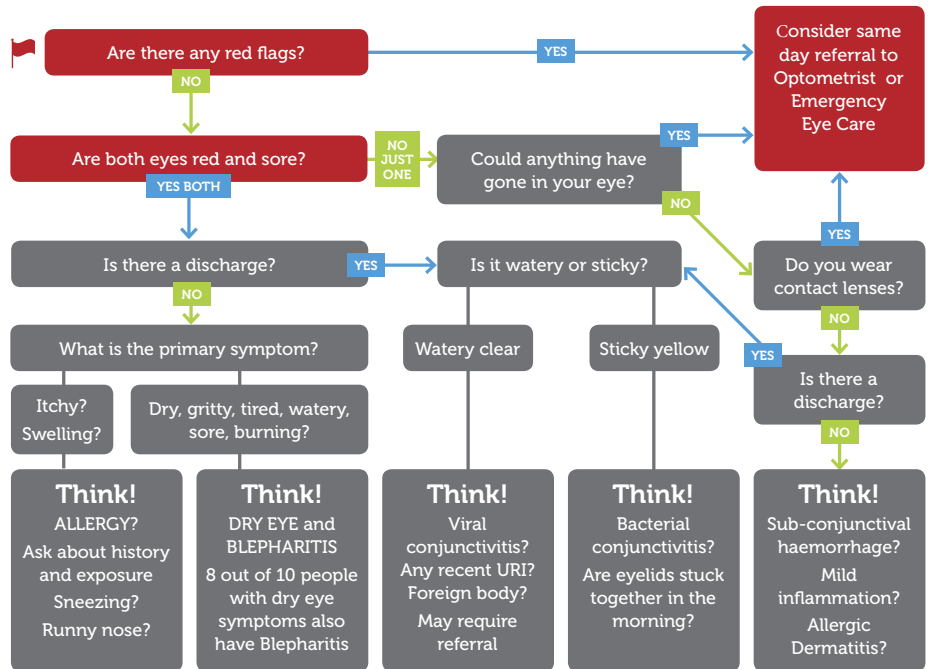 Are there any red flags?
YES
Consider same
day referral to
Optometrist or
Emergency
Eye Care
NO
Are both eyes red and sore?
NO
JUST
ONE
Could anything have
gone in your eye?
YES
NO
YES BOTH
Is there a discharge?
YES
Is it watery or sticky?
YES
Do you wear
contact lenses?
NO
NO
What is the primary symptom?
Watery clear
Sticky yellow
YES
Is there a
discharge?
NO
Itchy?
Swelling?
Dry, gritty, tired, watery,
sore, burning?
Think!
ALLERGY?
Ask about history
and exposure
Sneezing?
Runny nose?
Think!
DRY EYE and
BLEPHARITIS
8 out of 10 people
with dry eye
symptoms also
have Blepharitis
Think!
Viral
conjunctivitis?
Any recent URI?
Foreign body?
May require
referral
Think!
Bacterial
conjunctivitis?
Are eyelids stuck
together in the
morning?
Think!
Sub-conjunctival
haemorrhage?
Mild
inflammation?
Allergic
Dermatitis?